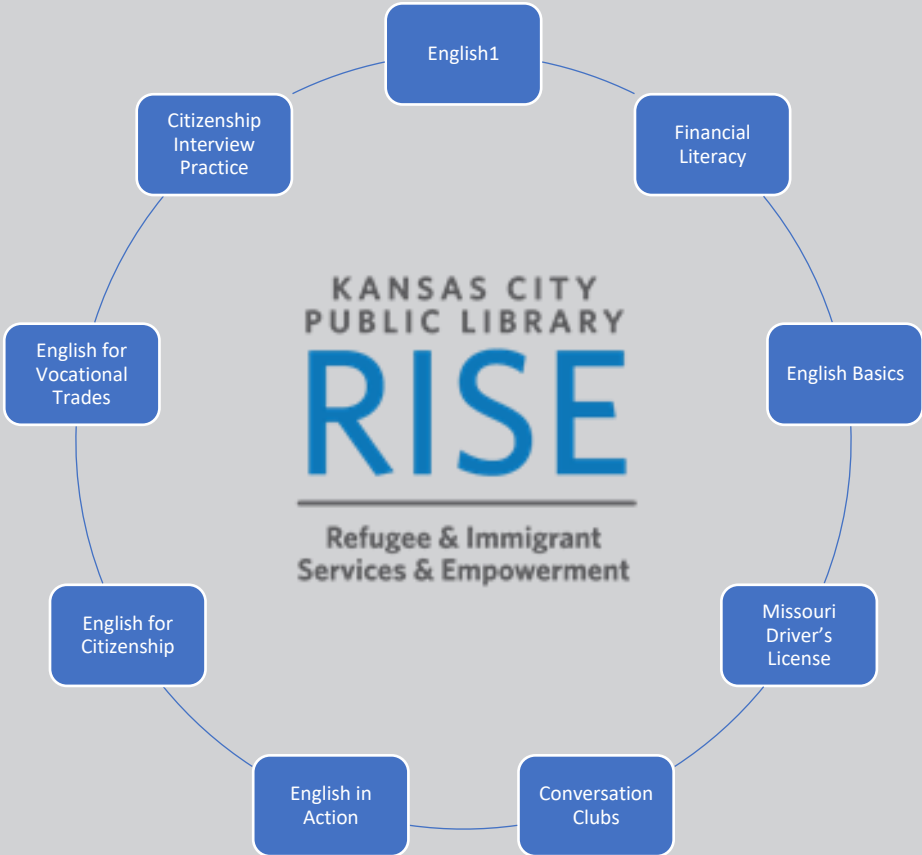 English1
Financial
Literacy
English Basics
Missouri
Driver’s
License
Conversation
Clubs
English in
Action
English for
Citizenship
English for
Vocational
Trades
Citizenship
Interview
Practice
KANSAS CITY
PUBLIC LIBRARY
RISE
Refugee & Immigrant
Services & Empowerment